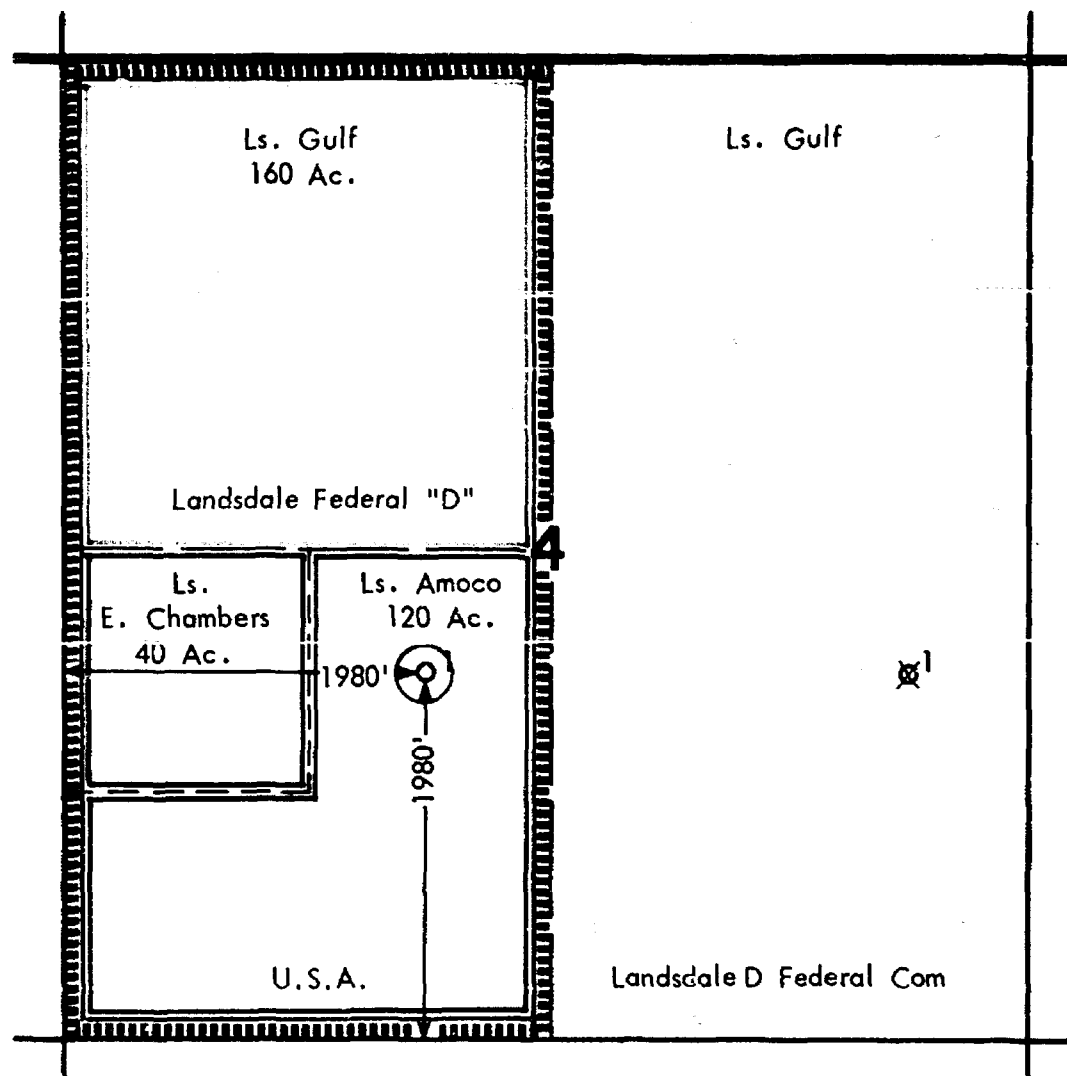 Ls. Gulf
160 Ac.
Ls. Gulf
Landsdale Federal "D"
4
Ls.
E. Chambers
40 Ac.
Ls. Amoco
120 Ac.
1
1980'
1980'
1
U.S.A.
Landsdale D Federal Com